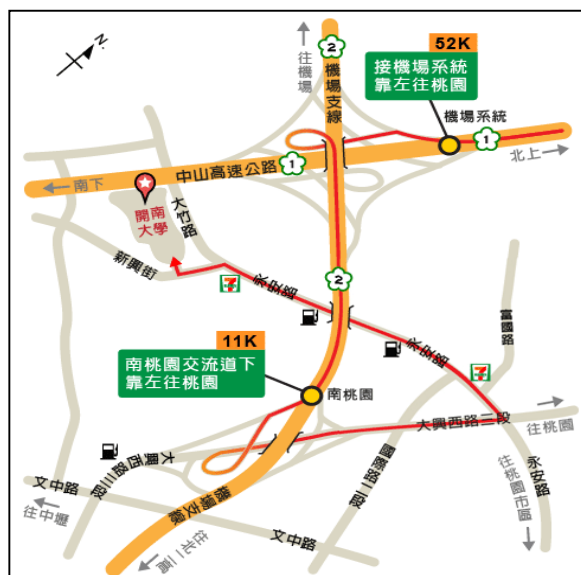 N
往機場
2
機場支線
52K
接機場系統
靠左往桃園
機場系統
1
北上
中山高速公路
1
南下
開南
大學
大竹路
新興街
7-ELEVEN
永安路
2
富國路
11K
南桃園交流道下
靠左往桃園
南桃園
永安路
7-ELEVEN
大興西路二段
往桃園
大興西路三段
國際路二段
永安路
往桃園市區
文中路
往中壢
機場支線
文中路
往北二高